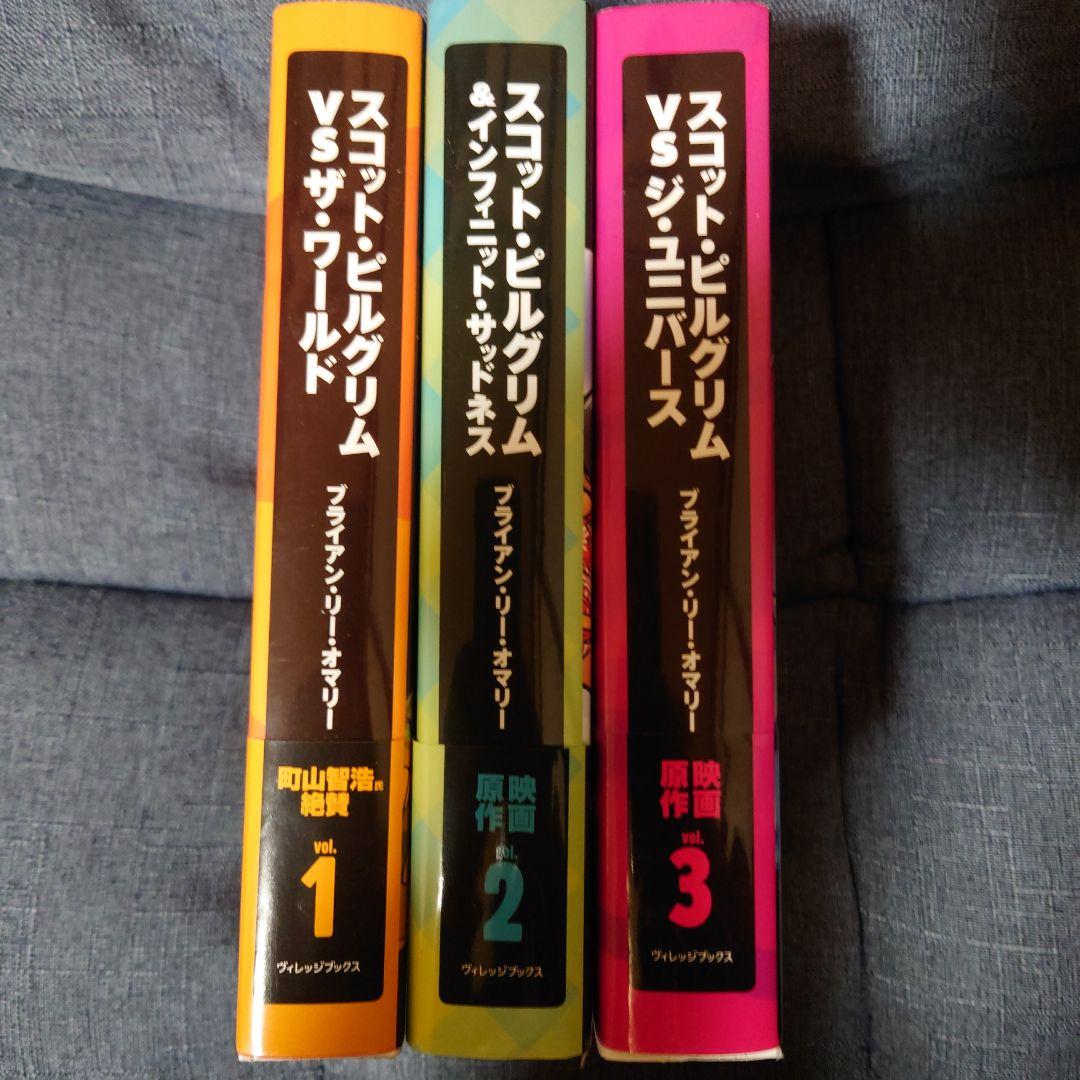 スコット・ピルグリム
VS ザ・ワールド
ブライアン・リー・オマリー
町山智浩氏
絶賛
vol.
1
ヴィレッジブックス
スコット・ピルグリム
&インフィニット・サッドネス
ブライアン・リー・オマリー
映画
原作
vol.
2
ヴィレッジブックス
スコット・ピルグリム
VS ジ・ユニバース
ブライアン・リー・オマリー
映画
原作
vol.
3
ヴィレッジブックス